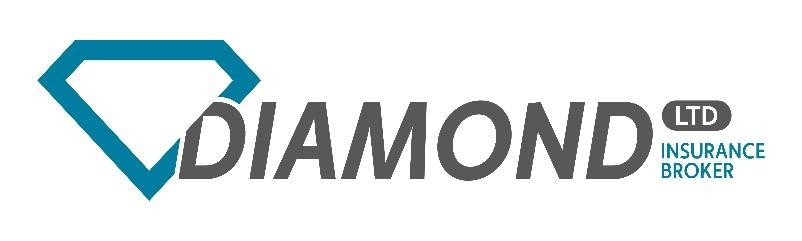 DIAMOND
LTD
INSURANCE
BROKER